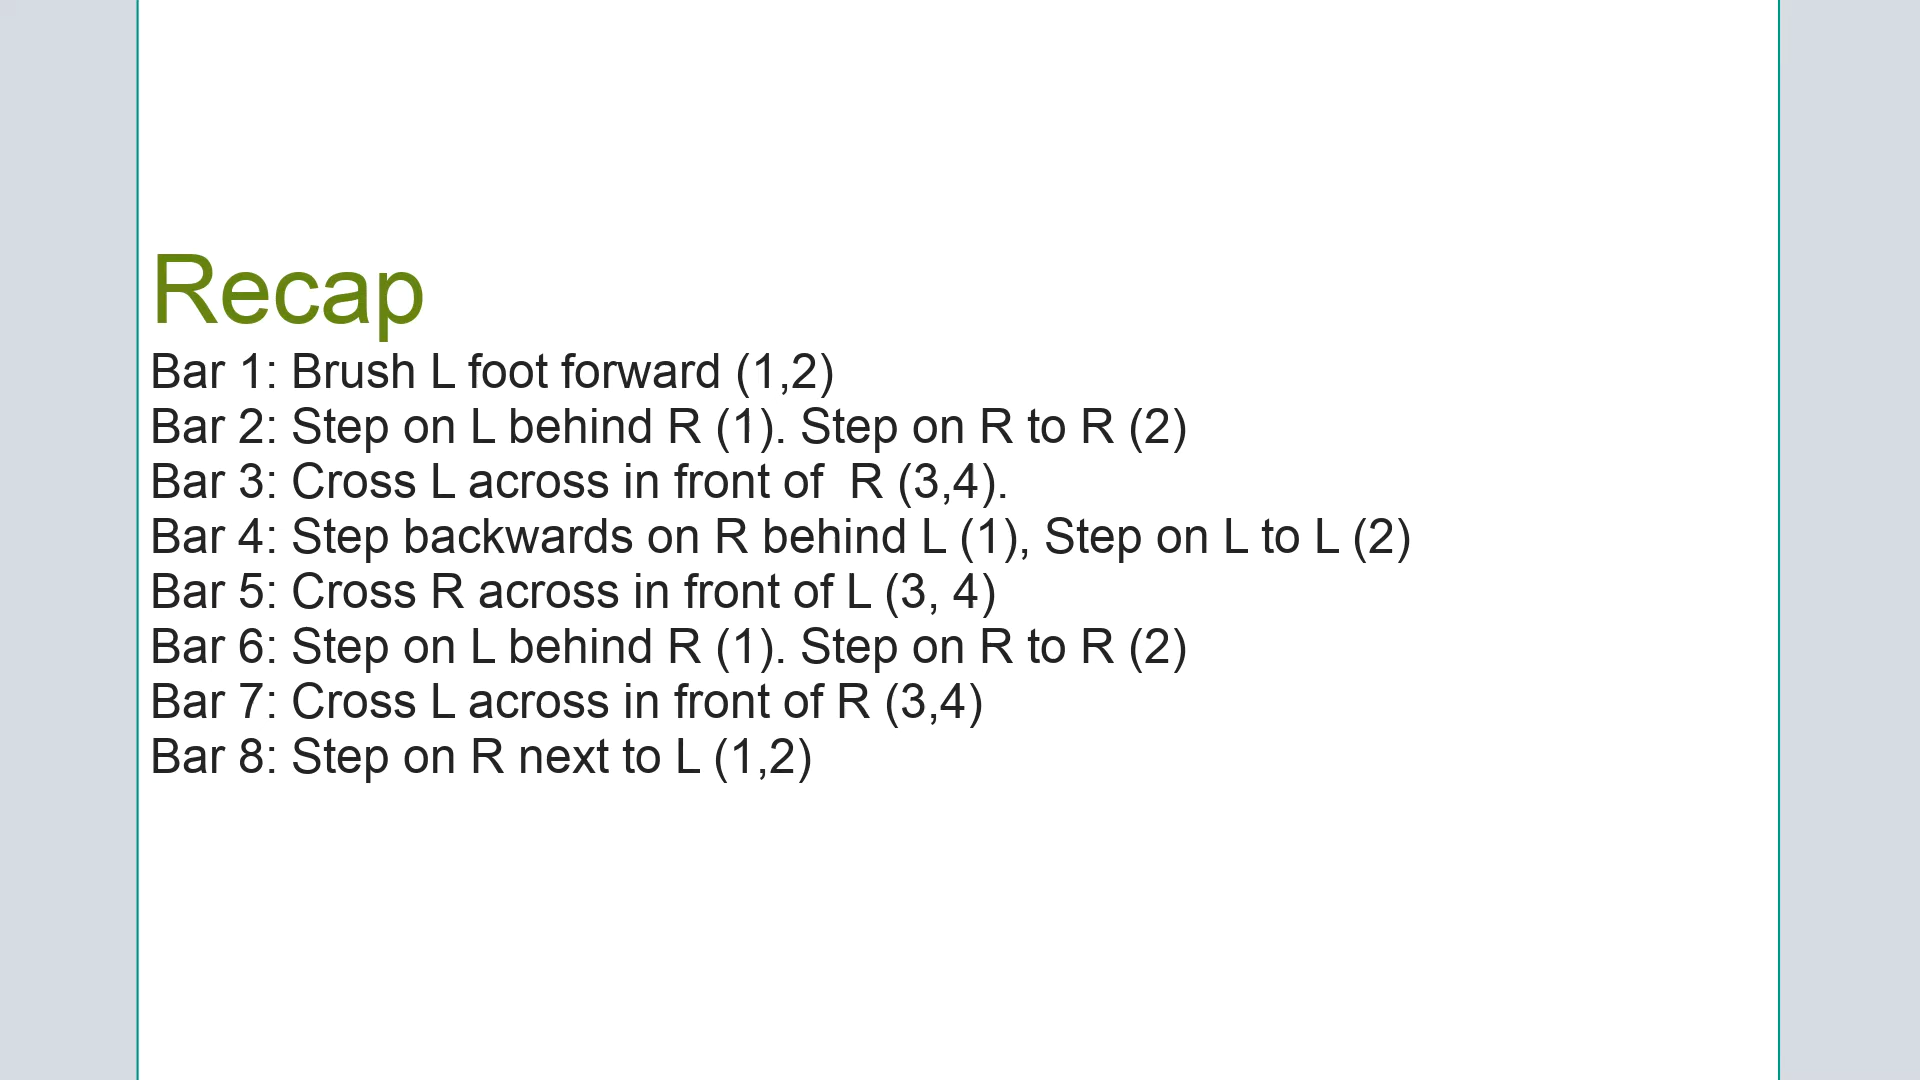 Recap
Bar 1: Brush L foot forward (1,2)
Bar 2: Step on L behind R (1). Step on R to R (2)
Bar 3: Cross L across in front of  R (3,4).
Bar 4: Step backwards on R behind L (1), Step on L to L (2)
Bar 5: Cross R across in front of L (3, 4)
Bar 6: Step on L behind R (1). Step on R to R (2)
Bar 7: Cross L across in front of R (3,4)
Bar 8: Step on R next to L (1,2)